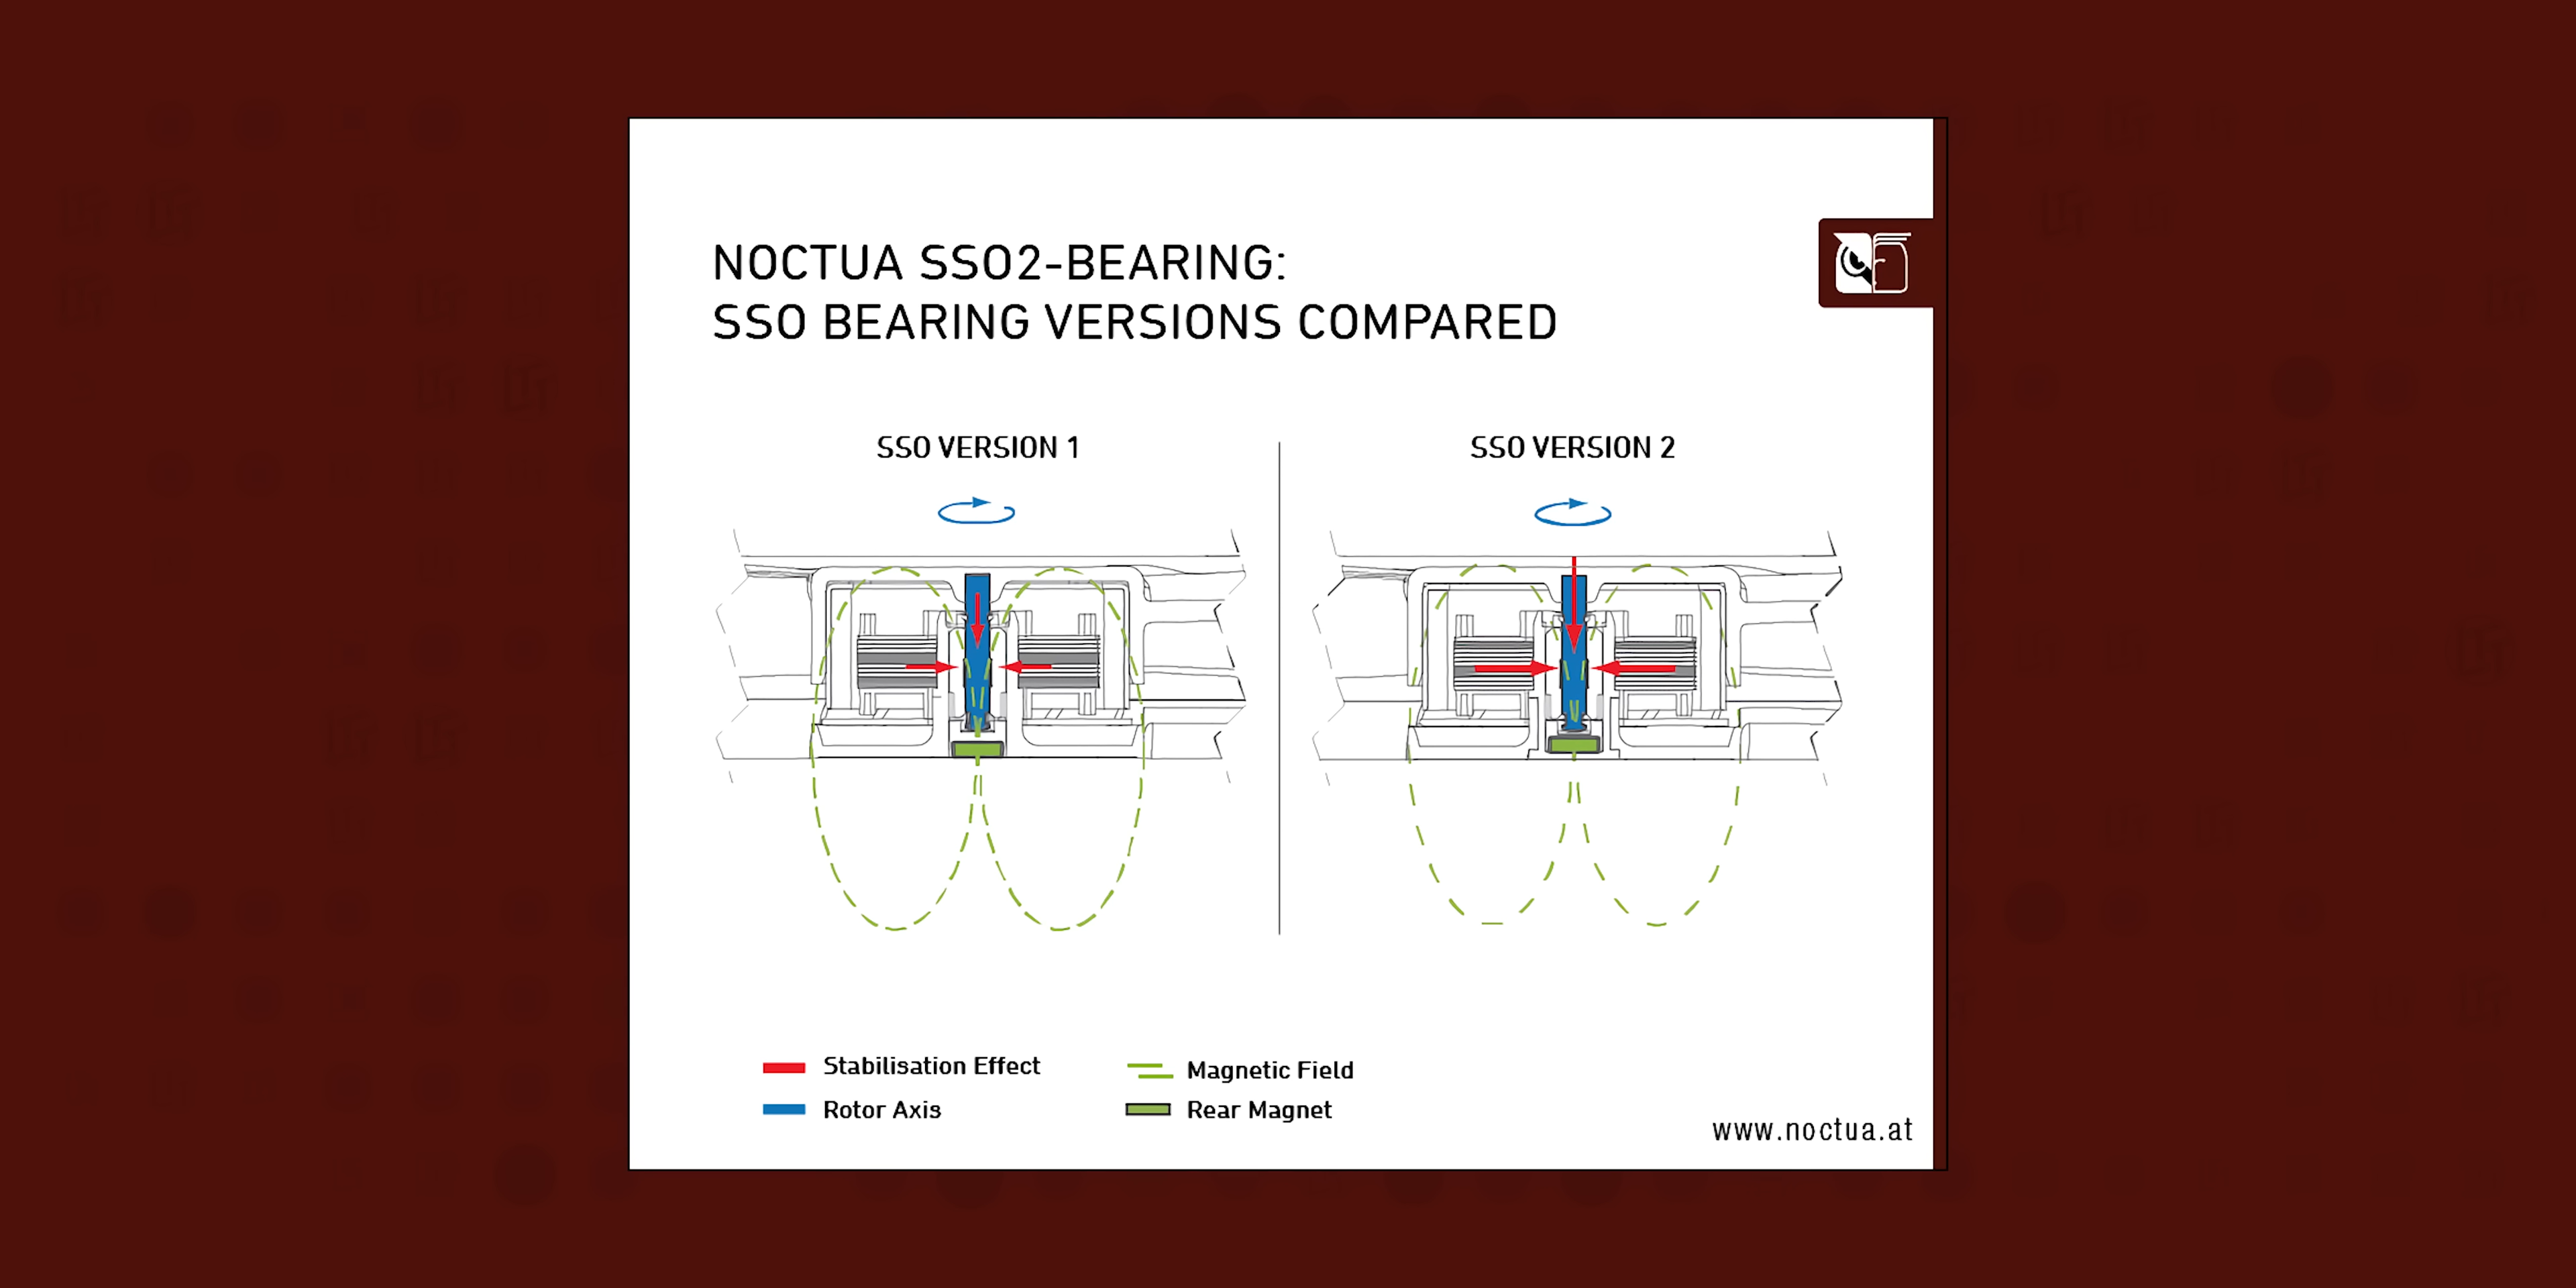 NOCTUA SSO2-BEARING:
SSO BEARING VERSIONS COMPARED
SSO VERSION 1
SSO VERSION 2
Stabilisation Effect
Magnetic Field
Rotor Axis
Rear Magnet
www.noctua.at